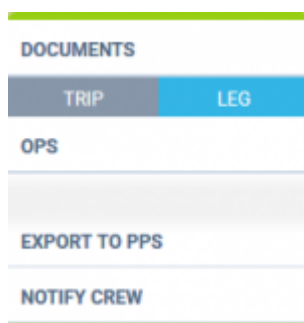 DOCUMENTS
TRIP LEG
OPS
EXPORT TO PPS
NOTIFY CREW